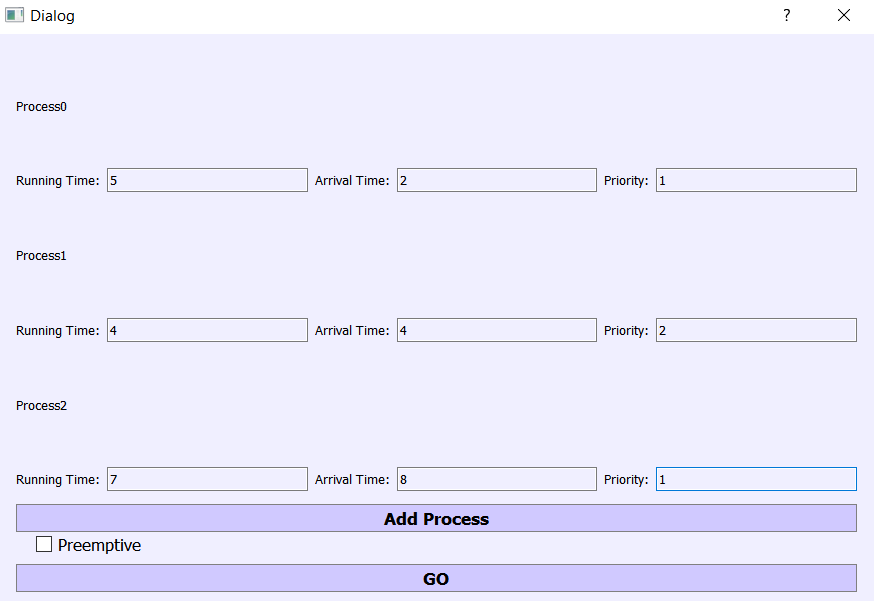 Dialog ?
Process0
Running Time: 5 Arrival Time: 2 Priority: 1
Process1
Running Time: 4 Arrival Time: 4 Priority: 2
Process2
Running Time: 7 Arrival Time: 8 Priority: 1
Add Process
Preemptive
GO